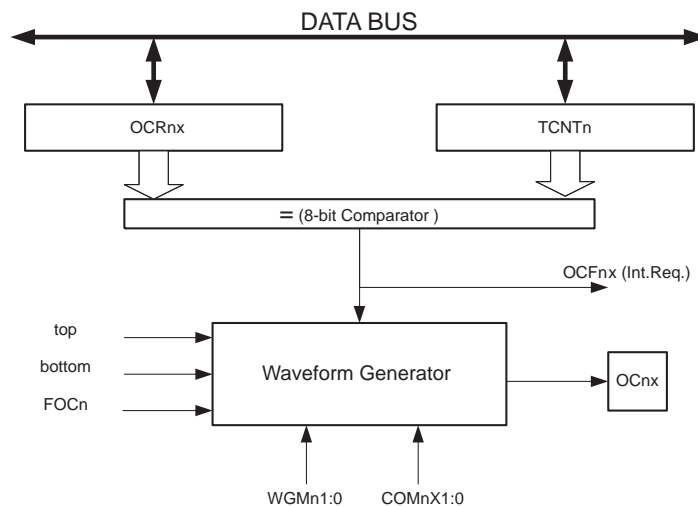 DATA BUS
OCRnx
TCNTn
= (8-bit Comparator )
OCFnx (Int.Req.)
top
bottom
FOCn
Waveform Generator
OCnx
WGMn1:0
COMnX1:0